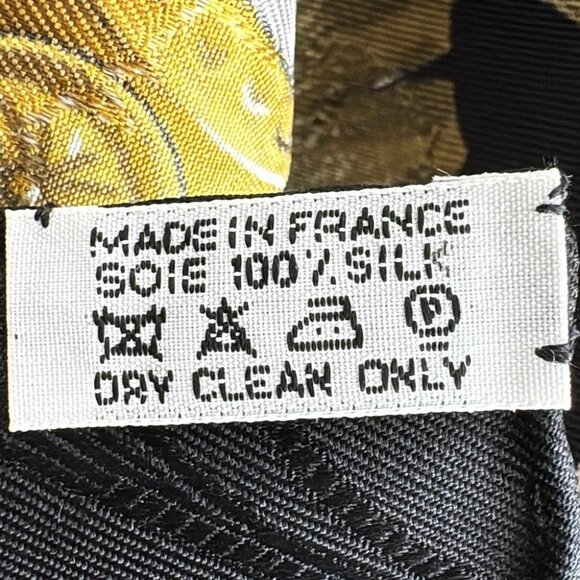 MADE IN FRANCE
SOIE 100% SILK
P
DRY CLEAN ONLY